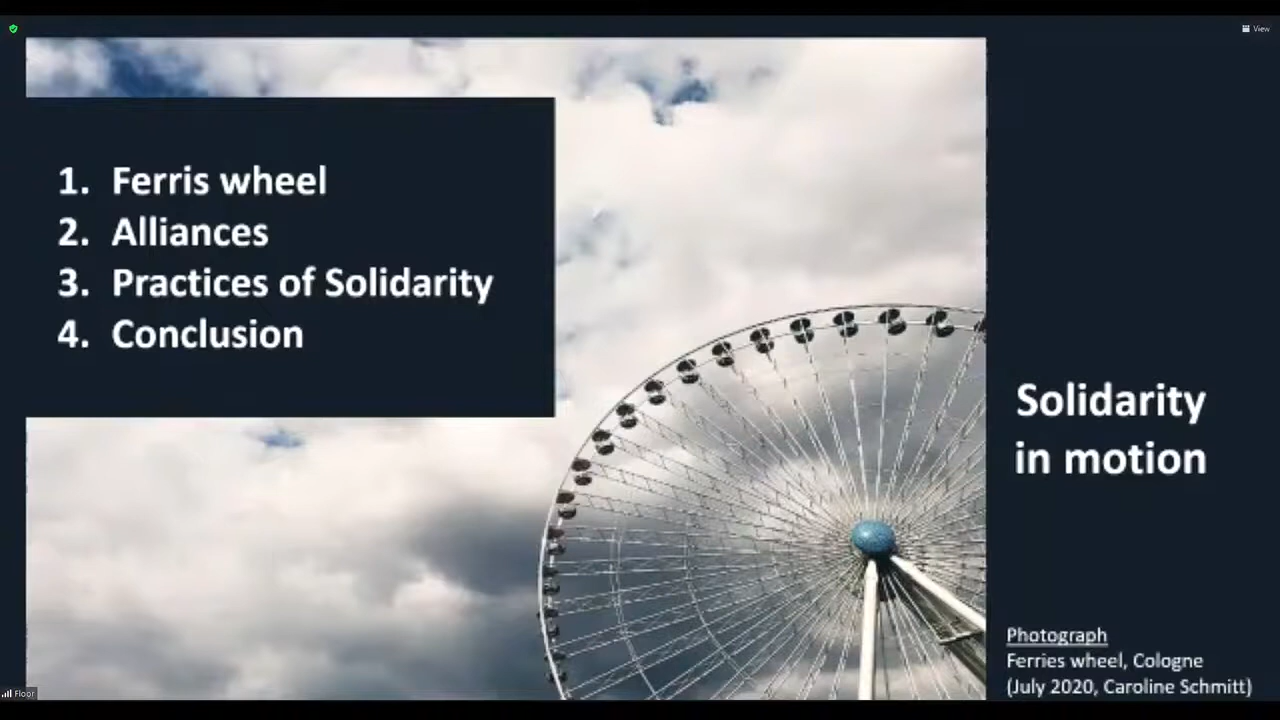 View
1. Ferris wheel
2. Alliances
3. Practices of Solidarity
4. Conclusion
Solidarity
in motion
Photograph
Ferries wheel, Cologne
(July 2020, Caroline Schmitt)
Floor